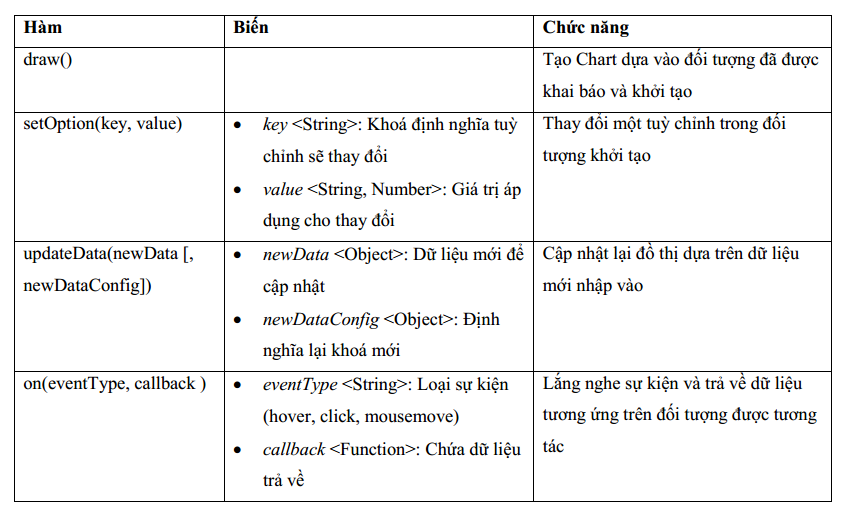 Hàm
Biến
Chức năng
draw()
Tạo Chart dựa vào đối tượng đã được
khai báo và khởi tạo
setOption(key, value)
• key <String>: Khoá định nghĩa tuỳ
chỉnh sẽ thay đổi
• value <String, Number>: Giá trị áp
dụng cho thay đổi
Thay đổi một tuỳ chỉnh trong đối
tượng khởi tạo
updateData(newData [,
newDataConfig])
• newData <Object>: Dữ liệu mới để
cập nhật
• newDataConfig <Object>: Định
nghĩa lại khoá mới
Cập nhật lại đồ thị dựa trên dữ liệu
mới nhập vào
on(eventType, callback )
• eventType <String>: Loại sự kiện
(hover, click, mousemove)
• callback <Function>: Chứa dữ liệu
trả về
Lắng nghe sự kiện và trả về dữ liệu
tương ứng trên đối tượng được tương
tác